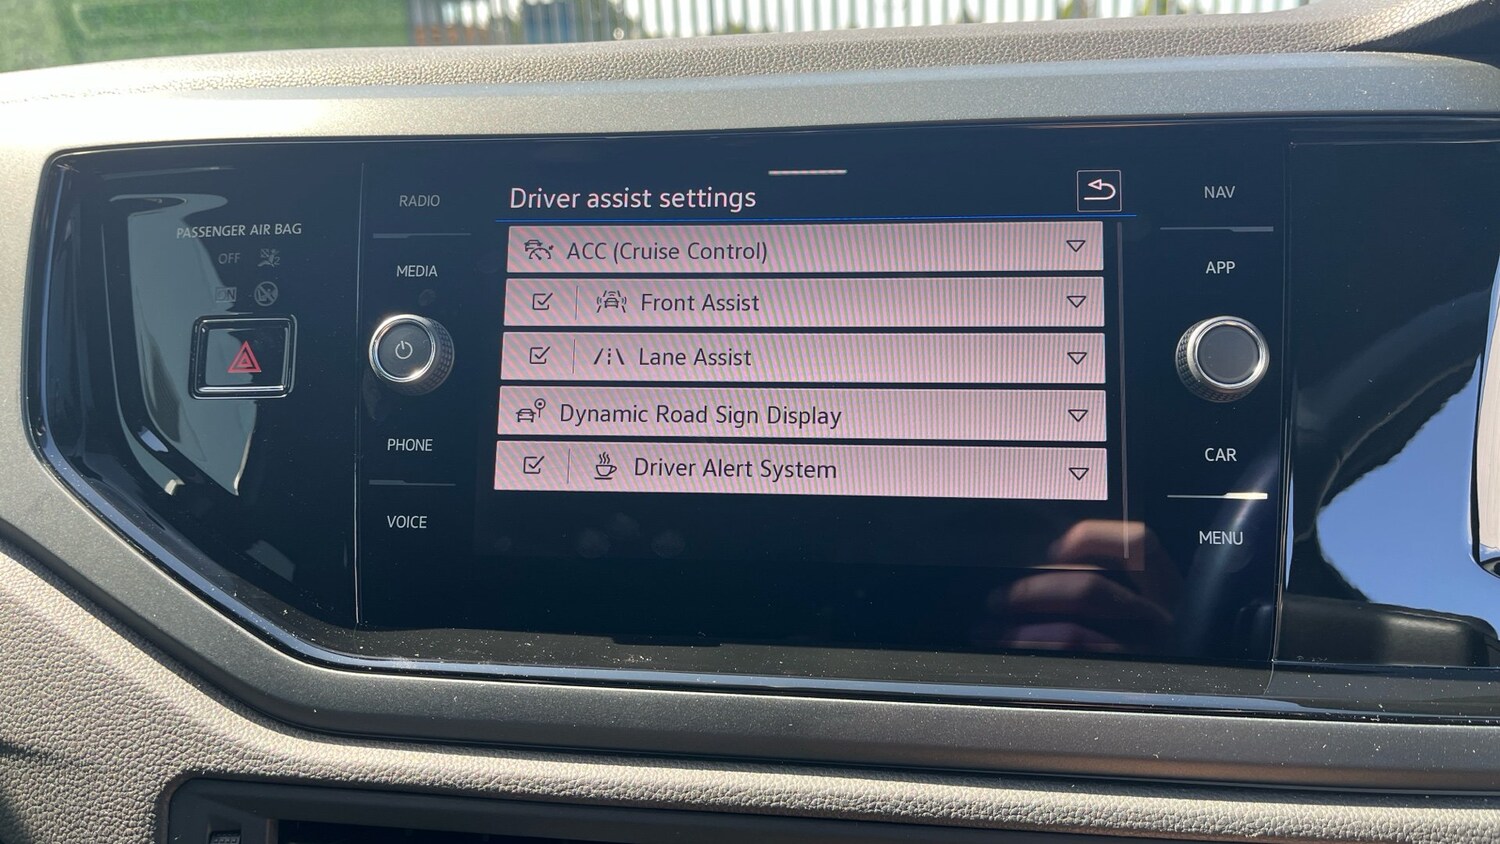 PASSENGER AIR BAG
OFF
ON
RADIO
MEDIA
PHONE
VOICE
Driver assist settings
ACC (Cruise Control)
Front Assist
Lane Assist
Dynamic Road Sign Display
Driver Alert System
NAV
APP
CAR
MENU